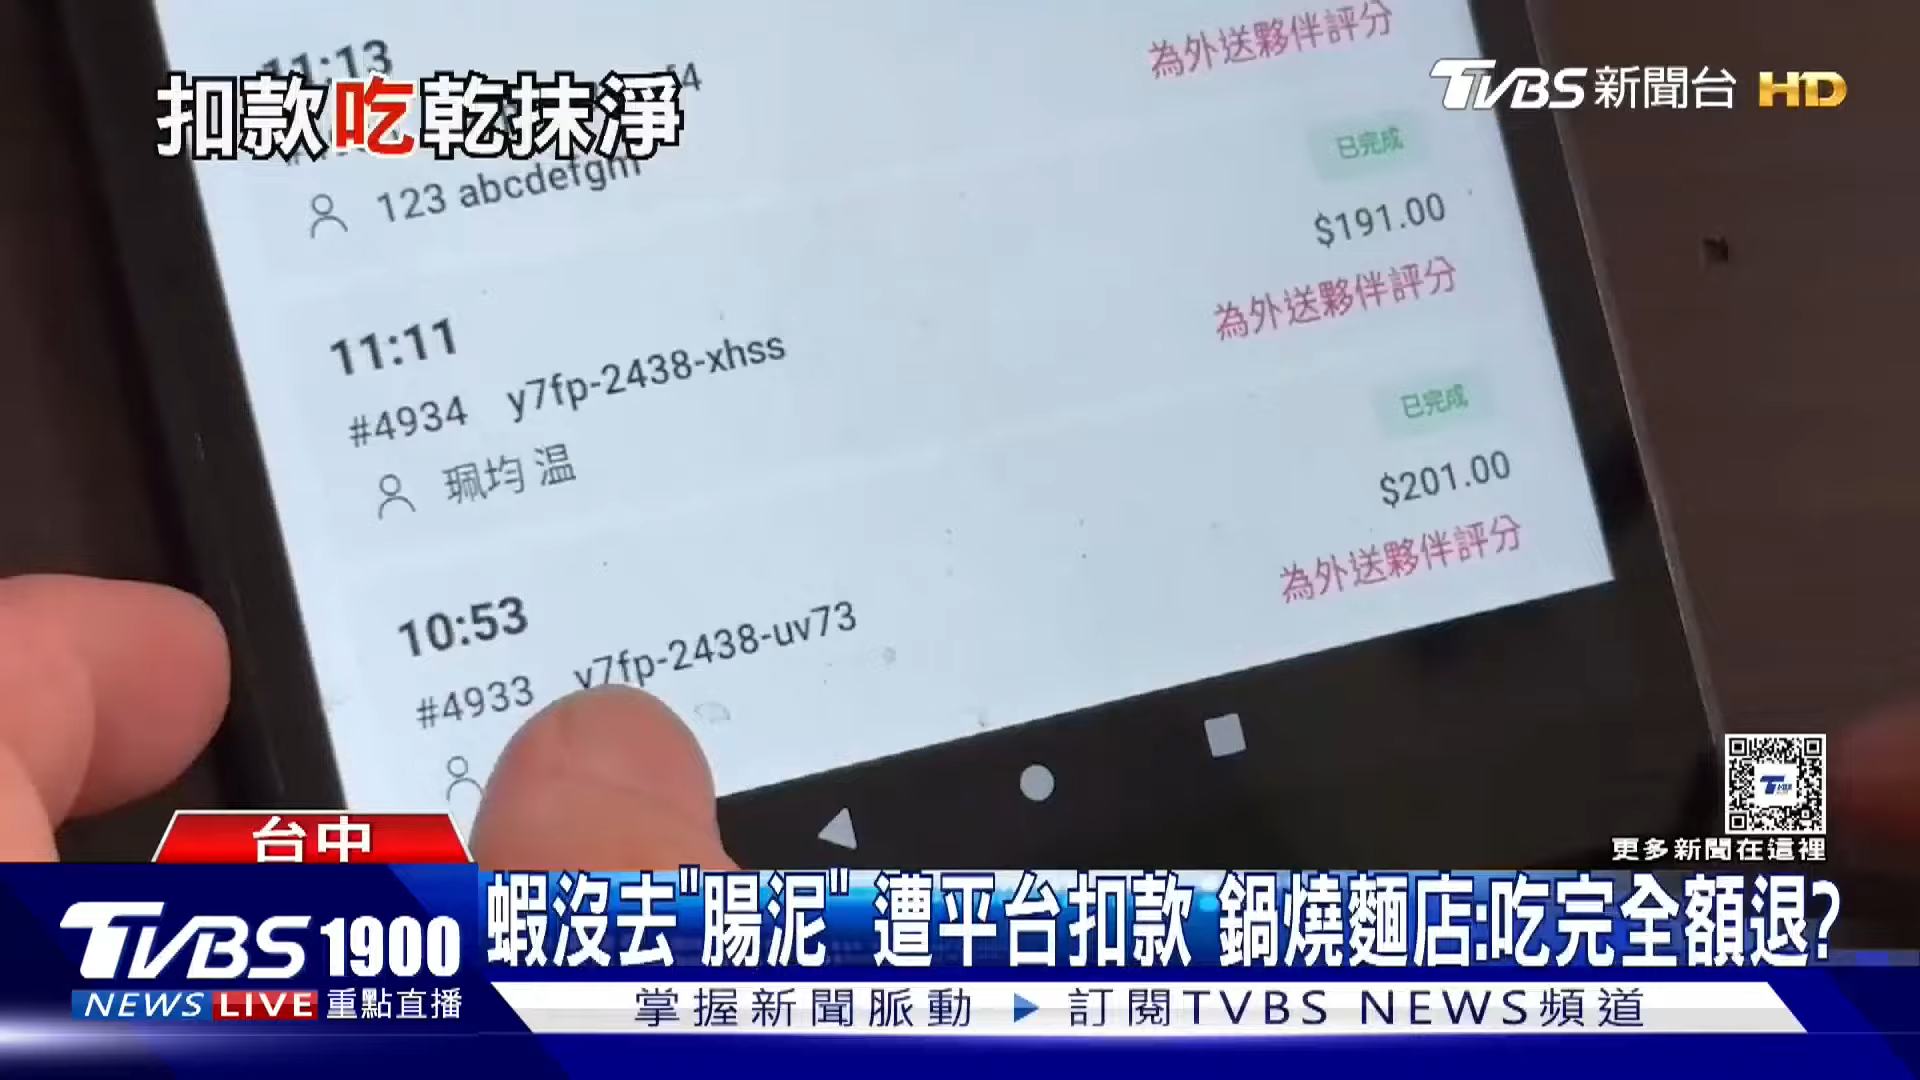 11:13
為外送夥伴評分
TVBS新聞台 HD
扣款吃乾抹淨
123 abcdefghi
已完成
$191.00
11:11
為外送夥伴評分
#4934 y7fp-2438-xhss
珮均 温
已完成
$201.00
10:53
為外送夥伴評分
#4933 y7fp-2438-uv73
更多新聞在這裡
台中
蝦沒去"腸泥" 遭平台扣款 鍋燒麵店:吃完全額退?
TVBS 1900
NEWS LIVE 重點直播
掌握新聞脈動 ▶ 訂閱TVBS NEWS頻道